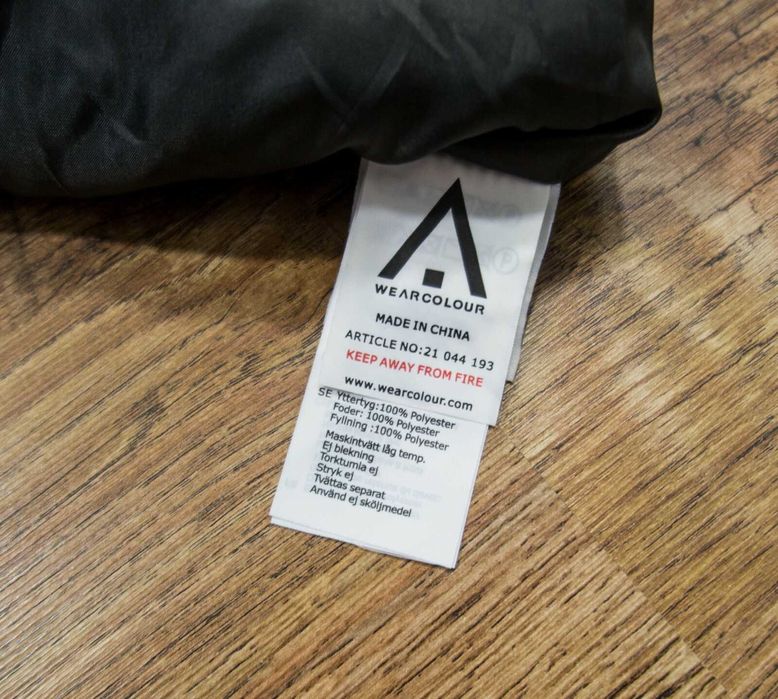 WEARCOLOUR
MADE IN CHINA
ARTICLE NO:21 044 193
KEEP AWAY FROM FIRE
www.wearcolour.com
SE Yttertyg:100% Polyester
Foder: 100% Polyester
Fyllning :100% Polyester
Maskintvätt låg temp.
Ej blekning
Torktumla ej
Stryk ej
Tvättas separat
Använd ej sköljmedel